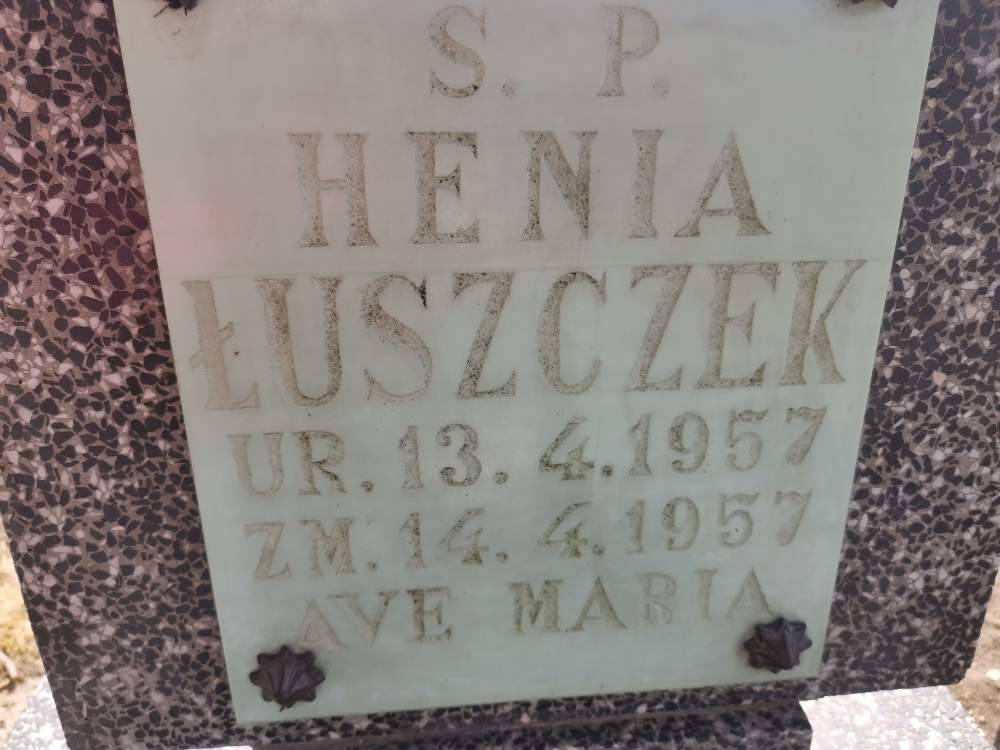 S. P.
HENIA
ŁUSZCZEK
UR. 13. 4. 1957
ZM. 14. 4. 1957
AVE MARIA